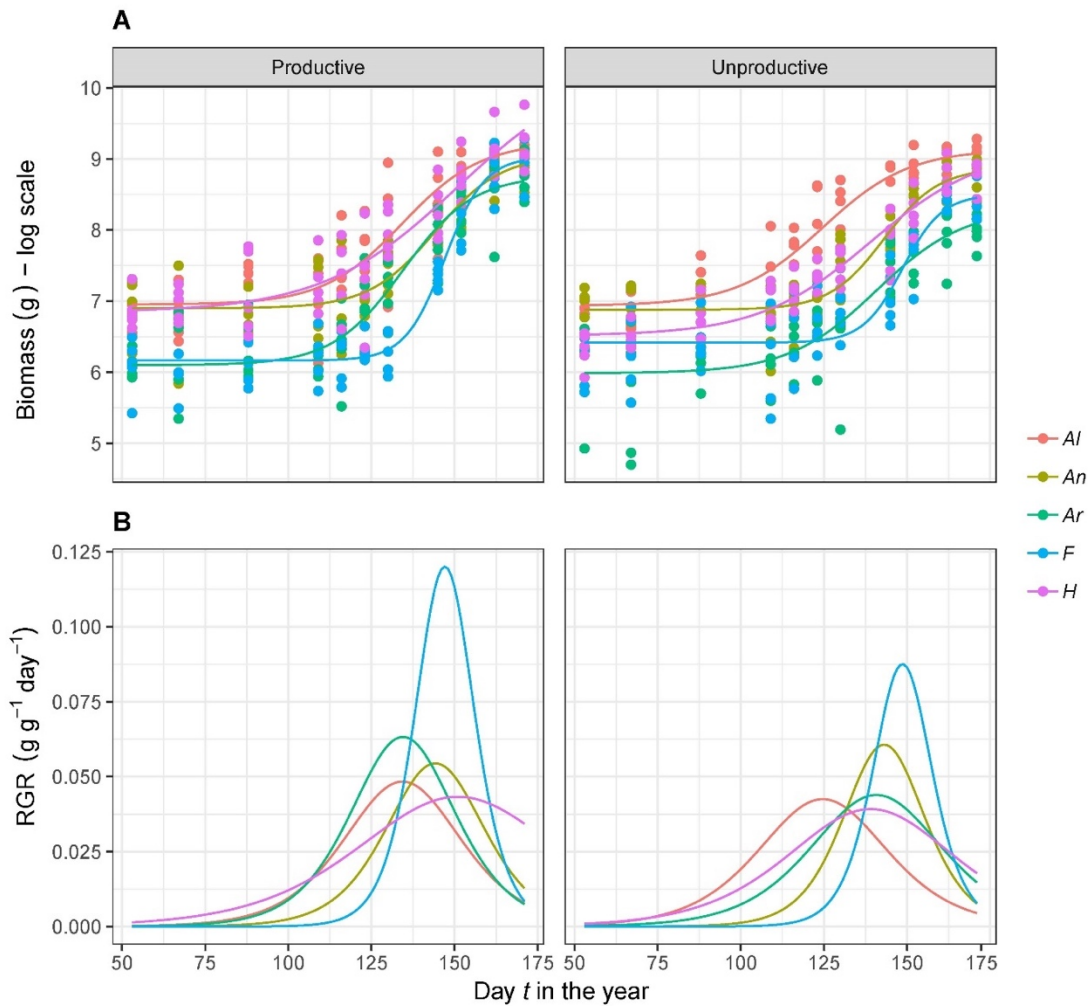 A
Productive
Unproductive
Biomass (g) − log scale
10
9
8
7
6
5
B
RGR (g g⁻¹ day⁻¹)
0.125
0.100
0.075
0.050
0.025
0.000
50 75 100 125 150 175
50 75 100 125 150 175
Day t in the year
Al
An
Ar
F
H